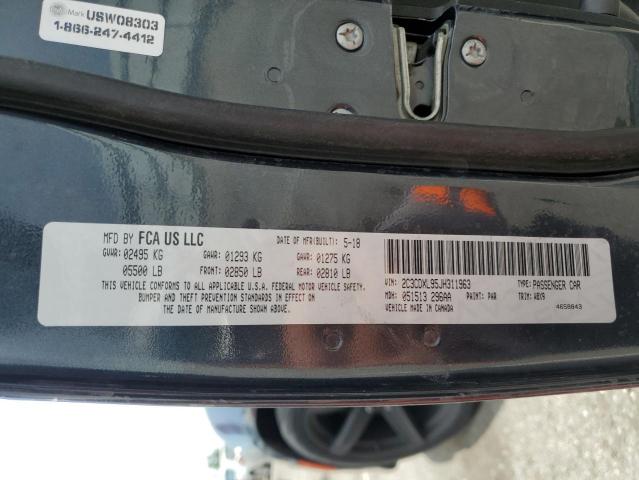 Mark USW08303
1-866-247-4412
MFD BY FCA US LLC
DATE OF MFR(BUILT): 5-18
GVWR: 02495 KG GAWR: 01293 KG GAWR: 01275 KG
05500 LB FRONT: 02850 LB REAR: 02810 LB
THIS VEHICLE CONFORMS TO ALL
APPLICABLE U.S.A. FEDERAL MOTOR VEHICLE SAFETY,
BUMPER AND THEFT PREVENTION STANDARDS IN EFFECT ON
THE DATE OF MANUFACTURE SHOWN ABOVE.
VIN: 2C3CDXL95JH311963 TYPE: PASSENGER CAR
MDH: 051513 296AA PAINT: PAR TRIM: ABX9
VEHICLE MADE IN CANADA 4658643